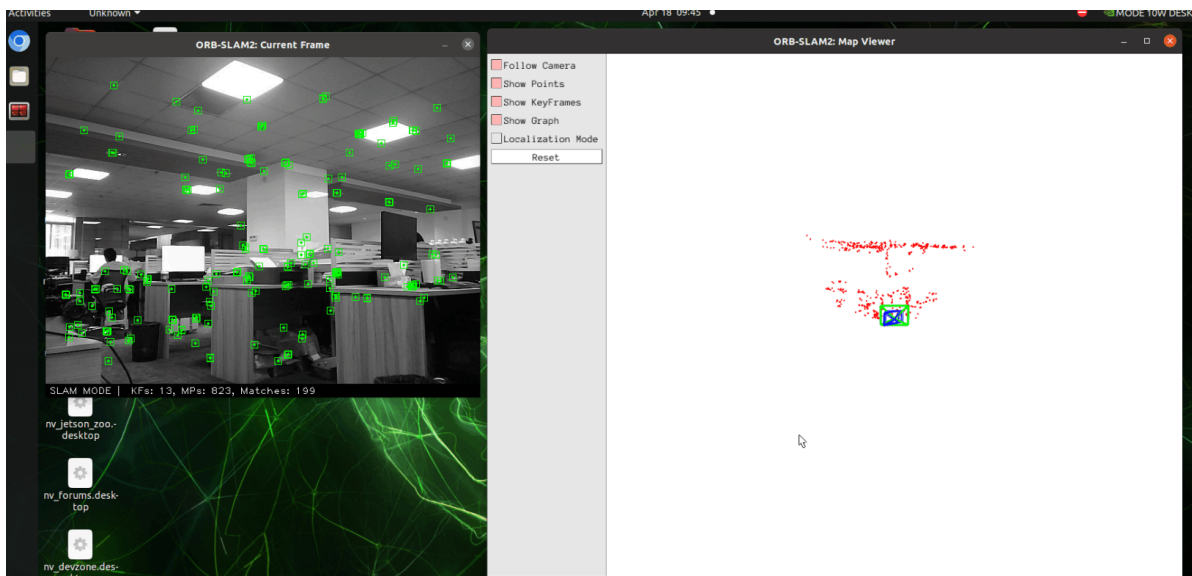 Activities
Unknown
Apr 18 09:45
MODE 10W DESK
ORB-SLAM2: Current Frame
SLAM MODE | KFs: 13, MPs: 823, Matches: 199
nv_jetson_zoo.-
desktop
nv_forums.desk-
top
nv_devzone.des-
ORB-SLAM2: Map Viewer
Follow Camera
Show Points
Show KeyFrames
Show Graph
Localization Mode
Reset